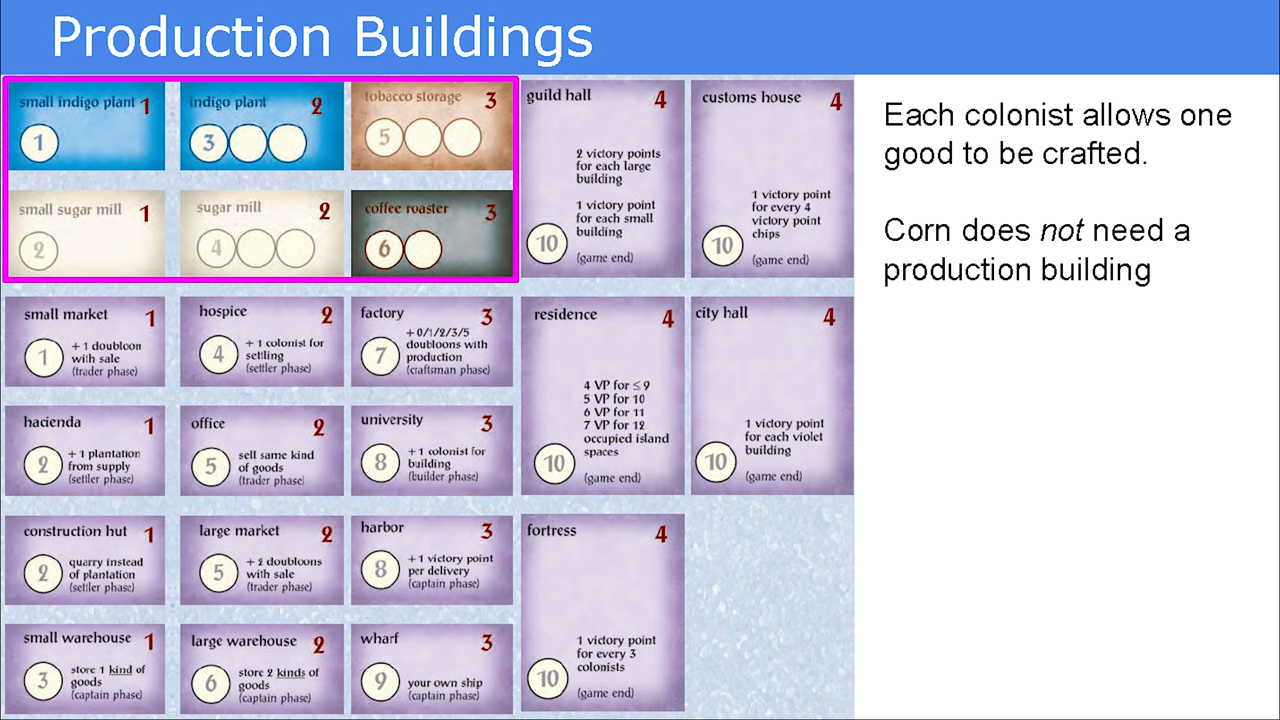 Production Buildings
small indigo plant 1
1
indigo plant 2
3
tobacco storage 3
5
small sugar mill 1
2
sugar mill 2
4
coffee roaster 3
6
guild hall 4
2 victory points
for each large
building
1 victory point
for each small
building
10
(game end)
customs house 4
1 victory point
for every 4
victory point
chips
10
(game end)
Each colonist allows one
good to be crafted.
Corn does not need a
production building
small market 1
1
+ 1 doubloon
with sale
(trader phase)
hospice 2
4
+ 1 colonist for
settling
(settler phase)
factory 3
7
+ 0/1/2/3/5
doubloons with
production
(craftsman phase)
residence 4
4 VP for ≤ 9
5 VP for 10
6 VP for 11
7 VP for 12
occupied island
spaces
10
(game end)
city hall 4
1 victory point
for each violet
building
10
(game end)
hacienda 1
2
+ 1 plantation
from supply
(settler phase)
office 2
5
sell same kind
of goods
(trader phase)
university 3
8
+ 1 colonist for
building
(builder phase)
construction hut 1
2
quarry instead
of plantation
(settler phase)
large market 2
5
+ 2 doubloons
with sale
(trader phase)
harbor 3
8
+ 1 victory point
per delivery
(captain phase)
fortress 4
1 victory point
for every 3
colonists
10
(game end)
small warehouse 1
3
store 1 kind of
goods
(captain phase)
large warehouse 2
6
store 2 kinds of
goods
(captain phase)
wharf 3
9
your own ship
(captain phase)